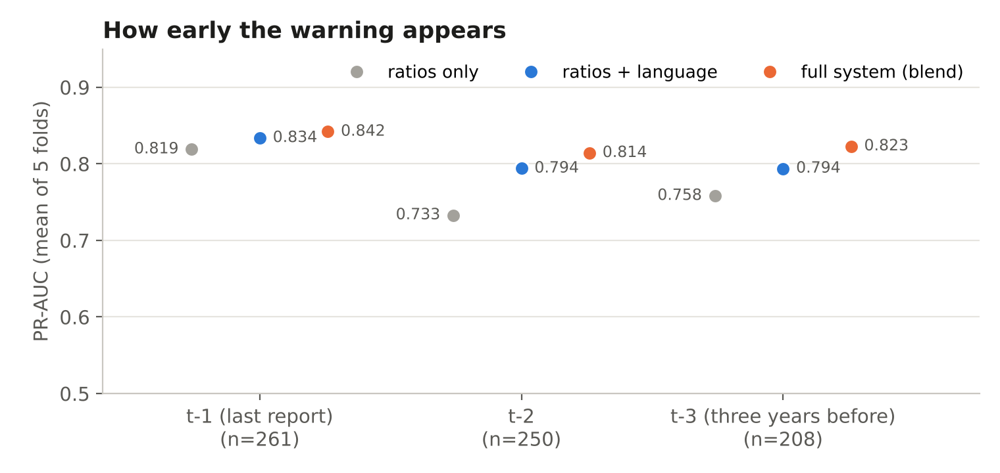 How early the warning appears
ratios only
ratios + language
full system (blend)
PR-AUC (mean of 5 folds)
0.9
0.8
0.7
0.6
0.5
0.819
0.834
0.842
0.733
0.794
0.814
0.758
0.794
0.823
t-1 (last report)
(n=261)
t-2
(n=250)
t-3 (three years before)
(n=208)